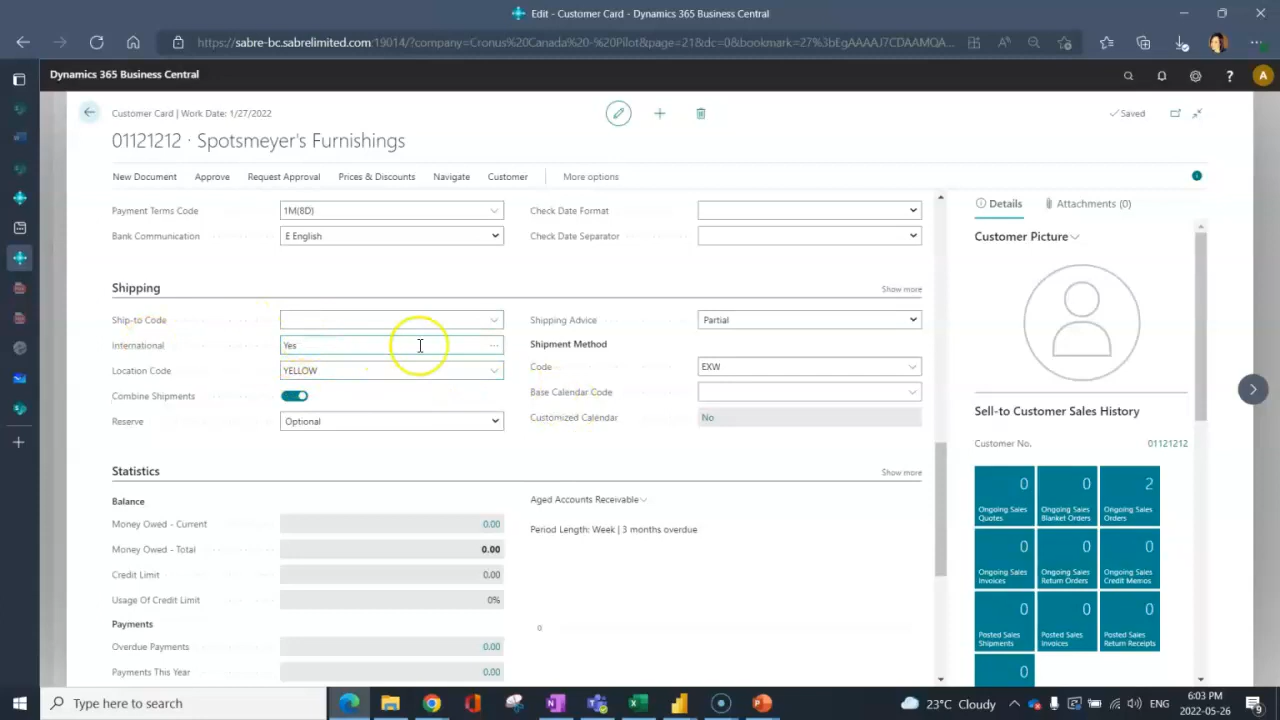 Edit - Customer Card - Dynamics 365 Business Central
https://sabre-bc.sabrelimited.com:19014/?company=Cronus%20Canada%20-%20Pilot&page=21&dc=0&bookmark=27%3bEgAAAAJ7CDAAMQA...
Dynamics 365 Business Central
Customer Card | Work Date: 1/27/2022
Saved
01121212 · Spotsmeyer's Furnishings
New Document Approve Request Approval Prices & Discounts Navigate Customer More options
Payment Terms Code 1M(8D) Check Date Format
Bank Communication E English Check Date Separator
Shipping Show more
Ship-to Code Shipping Advice Partial
International Yes Shipment Method
Location Code YELLOW Code EXW
Combine Shipments Base Calendar Code
Reserve Optional Customized Calendar No
Statistics Show more
Balance Aged Accounts Receivable
Money Owed - Current 0.00 Period Length: Week | 3 months overdue
Money Owed - Total 0.00
Credit Limit 0.00
Usage Of Credit Limit 0%
Payments 0
Overdue Payments 0.00
Payments This Year 0.00
Details Attachments (0)
Customer Picture
Sell-to Customer Sales History
Customer No. 01121212
0 0 2
Ongoing Sales Quotes
Ongoing Sales Blanket Orders
Ongoing Sales Orders
0 0 0
Ongoing Sales Invoices
Ongoing Sales Return Orders
Ongoing Sales Credit Memos
0 0 0
Posted Sales Shipments
Posted Sales Invoices
Posted Sales Return Receipts
0
Type here to search
23°C Cloudy
ENG
6:03 PM
2022-05-26
9